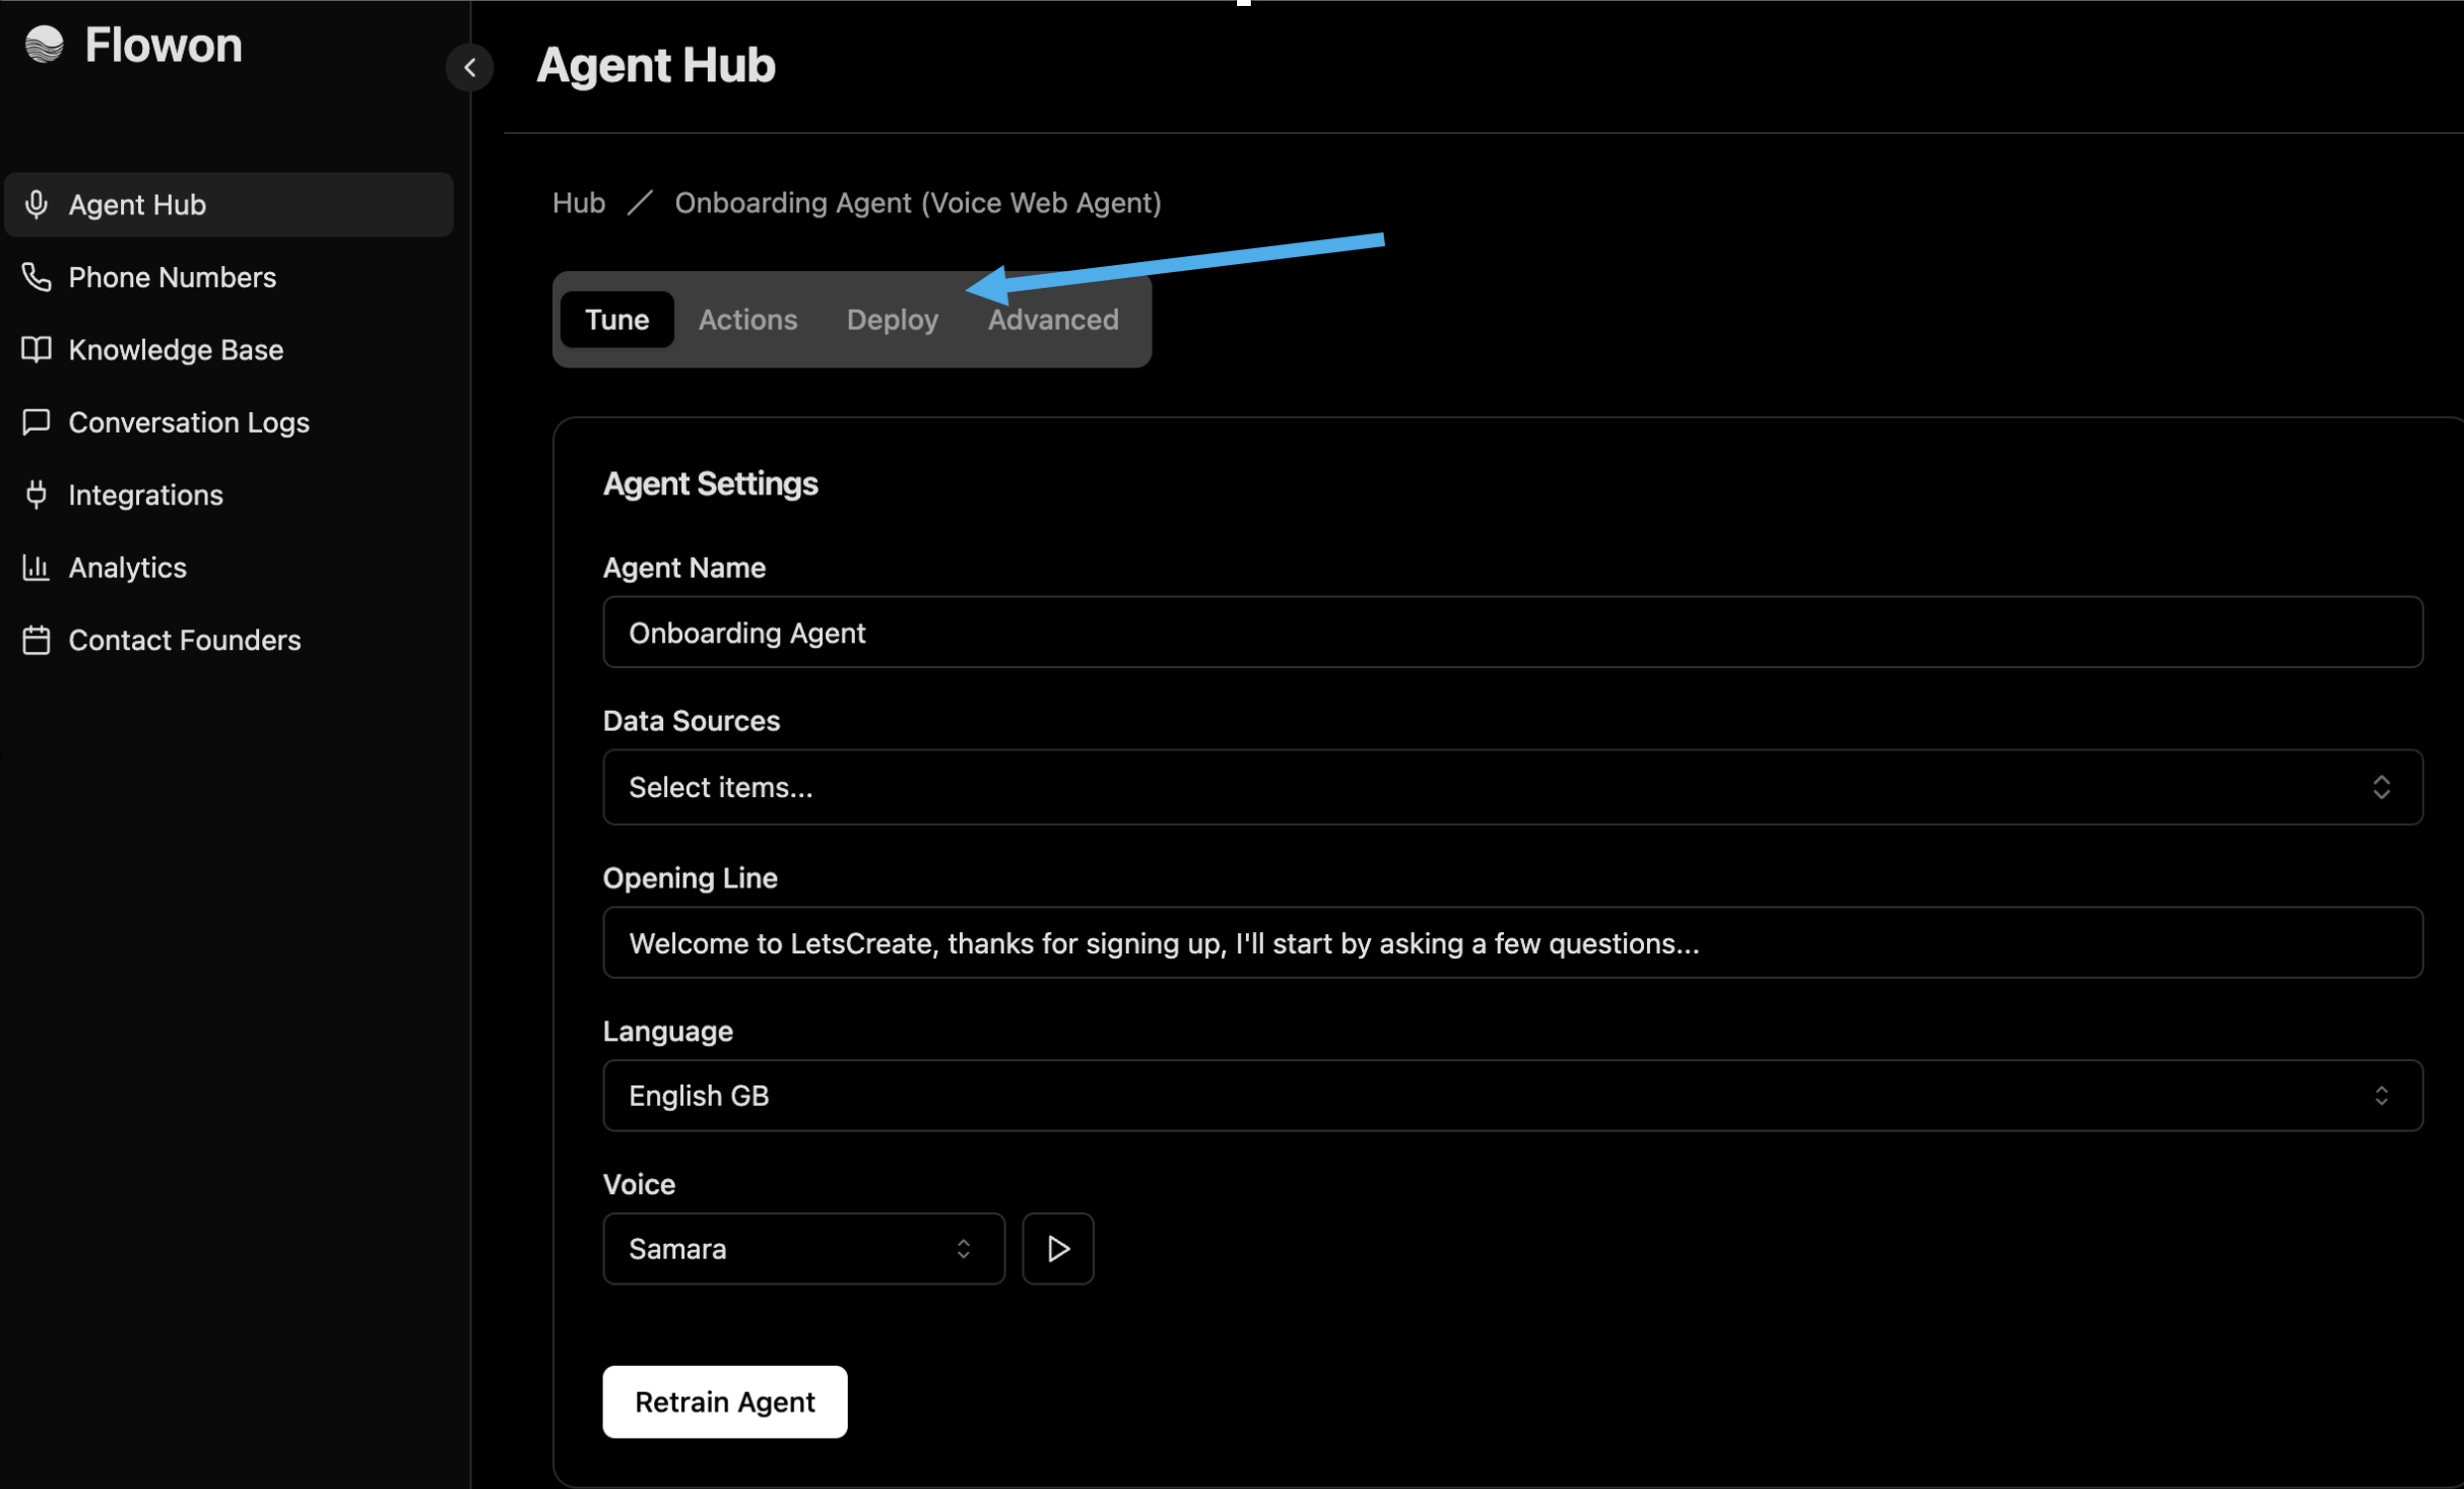 Flowon
Agent Hub
Phone Numbers
Knowledge Base
Conversation Logs
Integrations
Analytics
Contact Founders
Agent Hub
Hub / Onboarding Agent (Voice Web Agent)
Tune Actions Deploy Advanced
Agent Settings
Agent Name
Onboarding Agent
Data Sources
Select items...
Opening Line
Welcome to LetsCreate, thanks for signing up, I'll start by asking a few questions...
Language
English GB
Voice
Samara
Retrain Agent